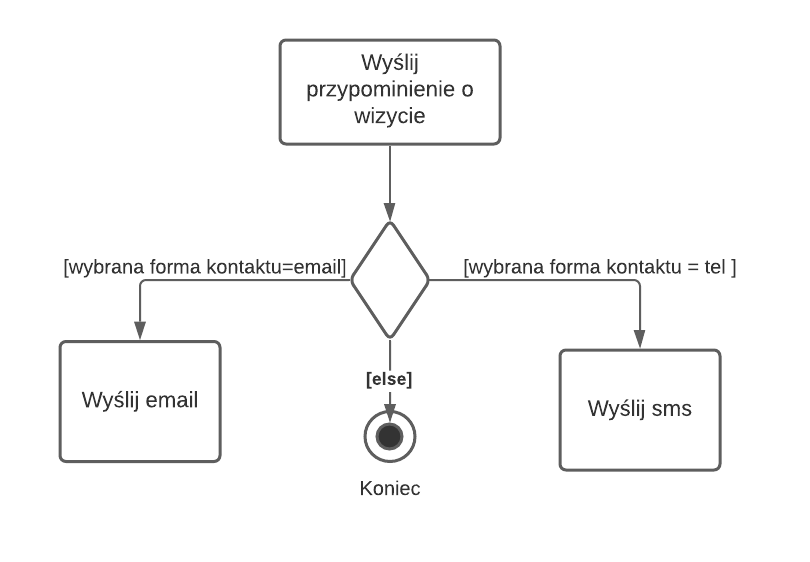 Wyślij
przypominienie o
wizycie
[wybrana forma kontaktu=email]
[wybrana forma kontaktu = tel ]
[else]
Wyślij email
Wyślij sms
Koniec